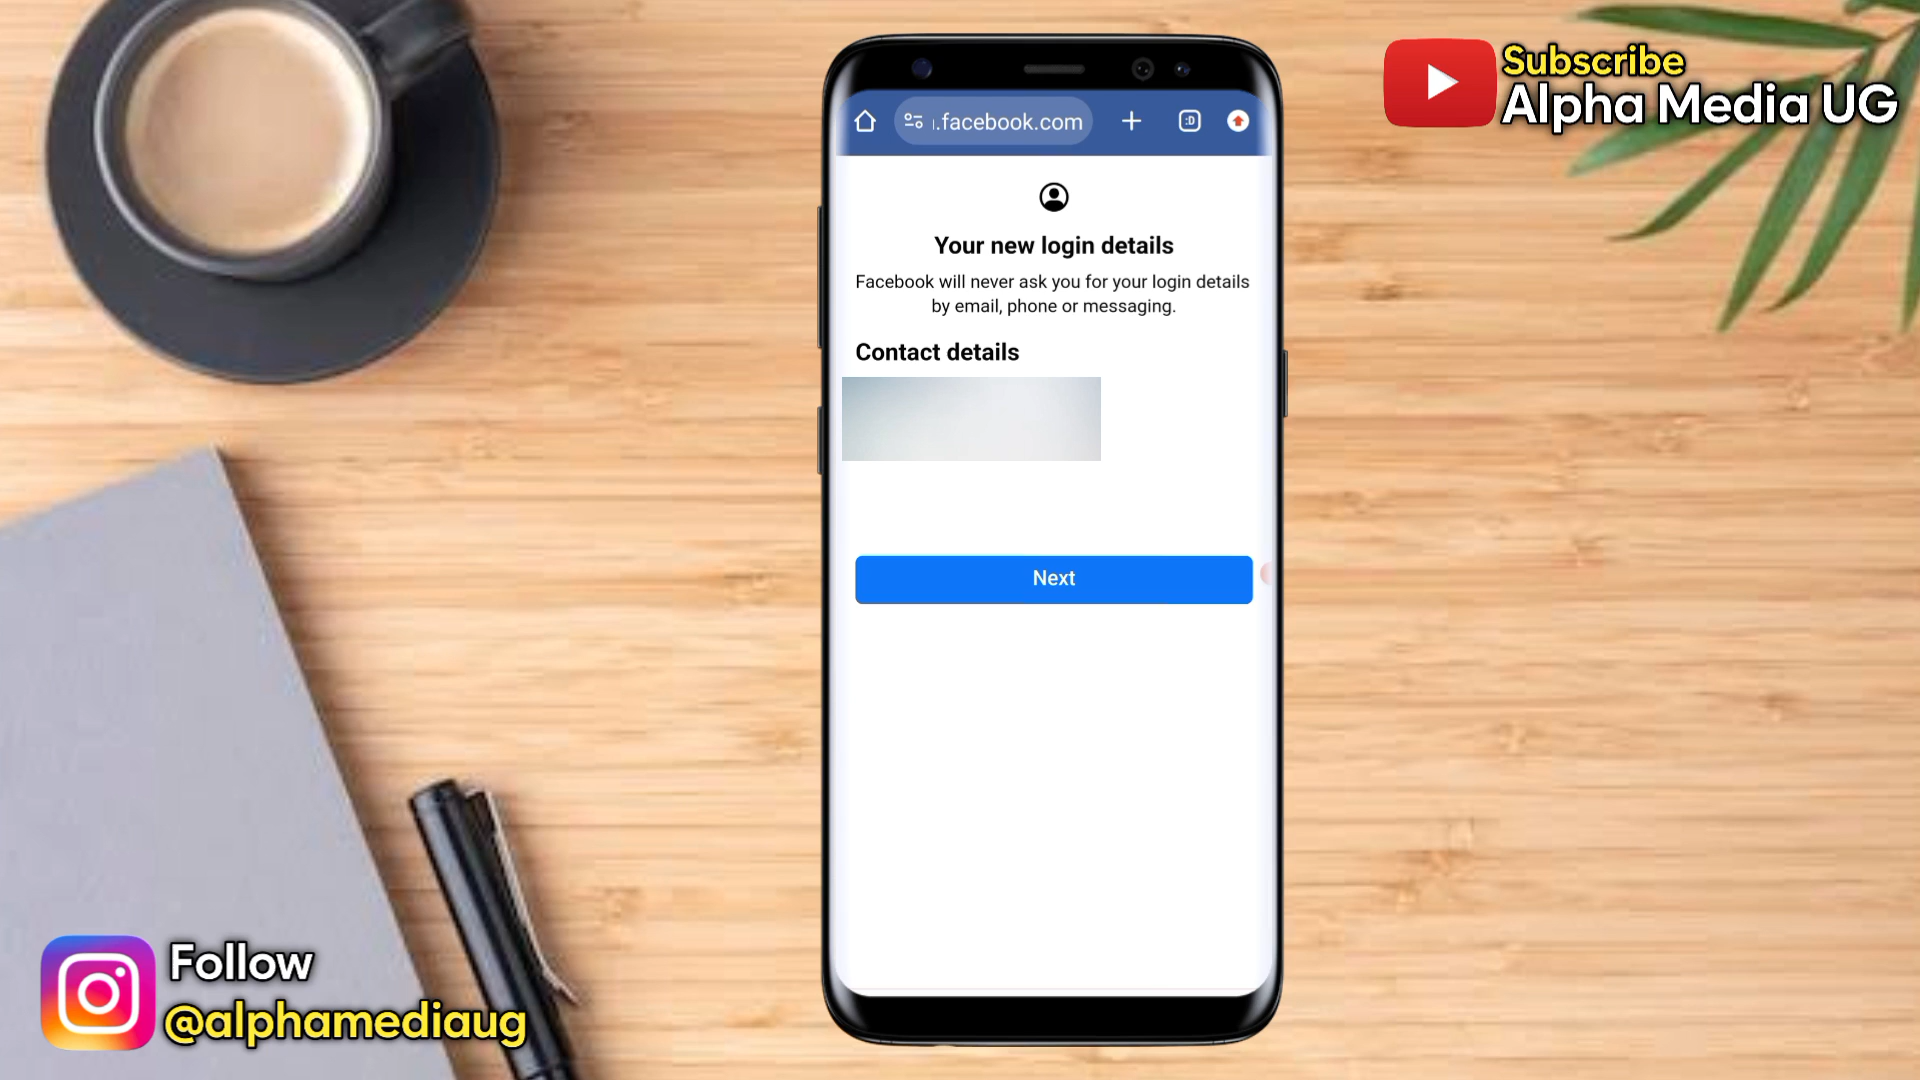 Subscribe
Alpha Media UG
.facebook.com
:D
Your new login details
Facebook will never ask you for your login details
by email, phone or messaging.
Contact details
Next
Follow
@alphamediaug